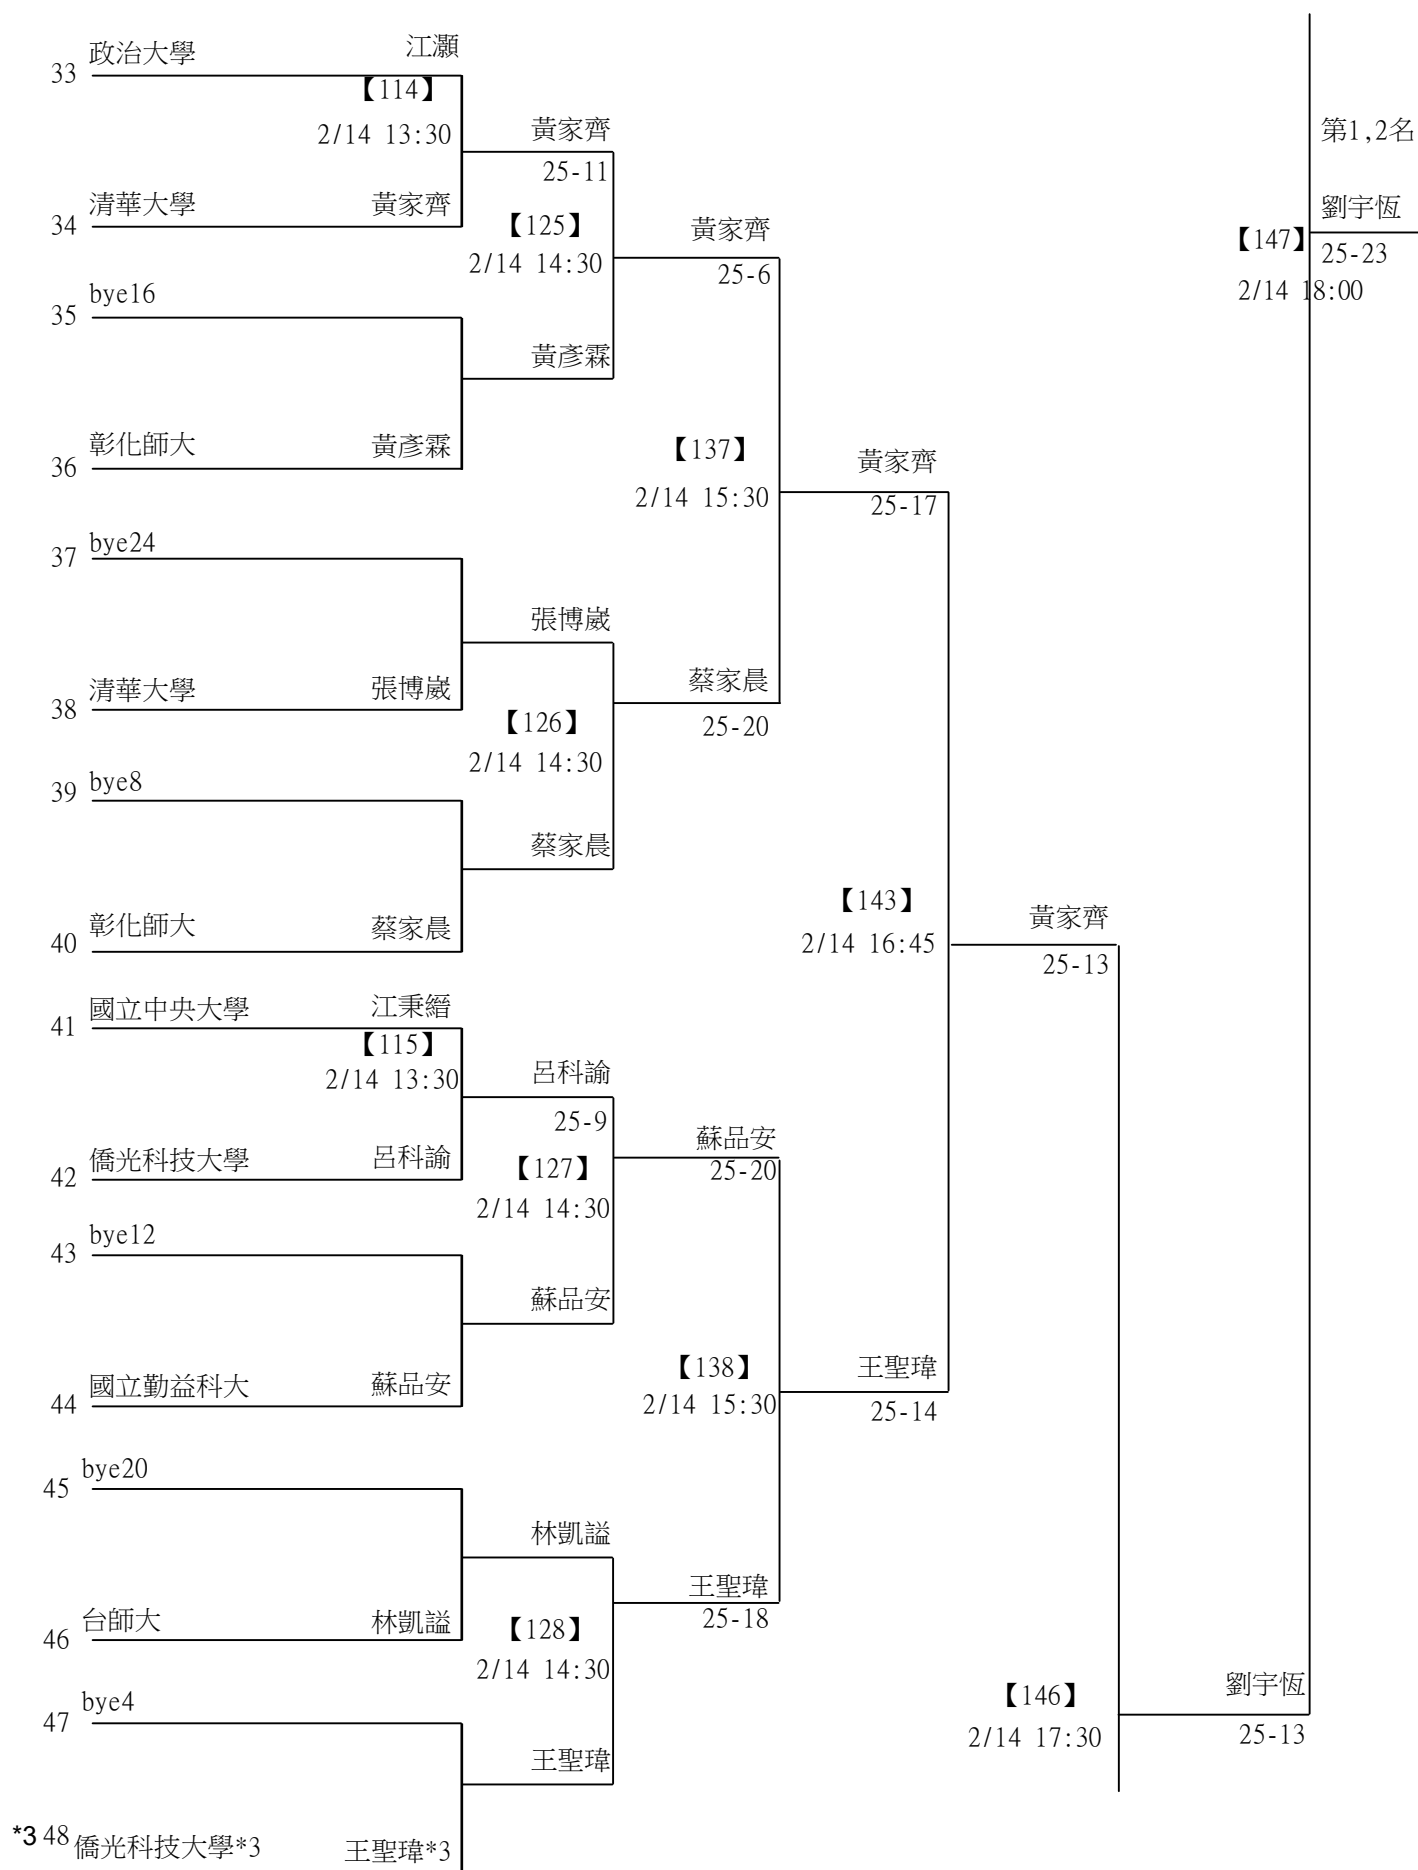 33 政治大學 江灝
【114】
2/14 13:30
黃家齊
25-11
第1,2名
34 清華大學 黃家齊
【125】
2/14 14:30
黃家齊
25-6
劉宇恆
【147】
25-23
2/14 18:00
35 bye16
黃彥霖
36 彰化師大 黃彥霖
【137】
2/14 15:30
黃家齊
25-17
37 bye24
張博崴
38 清華大學 張博崴
【126】
2/14 14:30
蔡家晨
25-20
39 bye8
蔡家晨
40 彰化師大 蔡家晨
【143】
2/14 16:45
黃家齊
25-13
41 國立中央大學 江秉縉
【115】
2/14 13:30
呂科諭
25-9
42 僑光科技大學 呂科諭
【127】
2/14 14:30
蘇品安
25-20
43 bye12
蘇品安
44 國立勤益科大 蘇品安
【138】
2/14 15:30
王聖瑋
25-14
45 bye20
林凱謚
46 台師大 林凱謚
【128】
2/14 14:30
王聖瑋
25-18
47 bye4
王聖瑋
【146】
2/14 17:30
劉宇恆
25-13
*3 48 僑光科技大學*3 王聖瑋*3